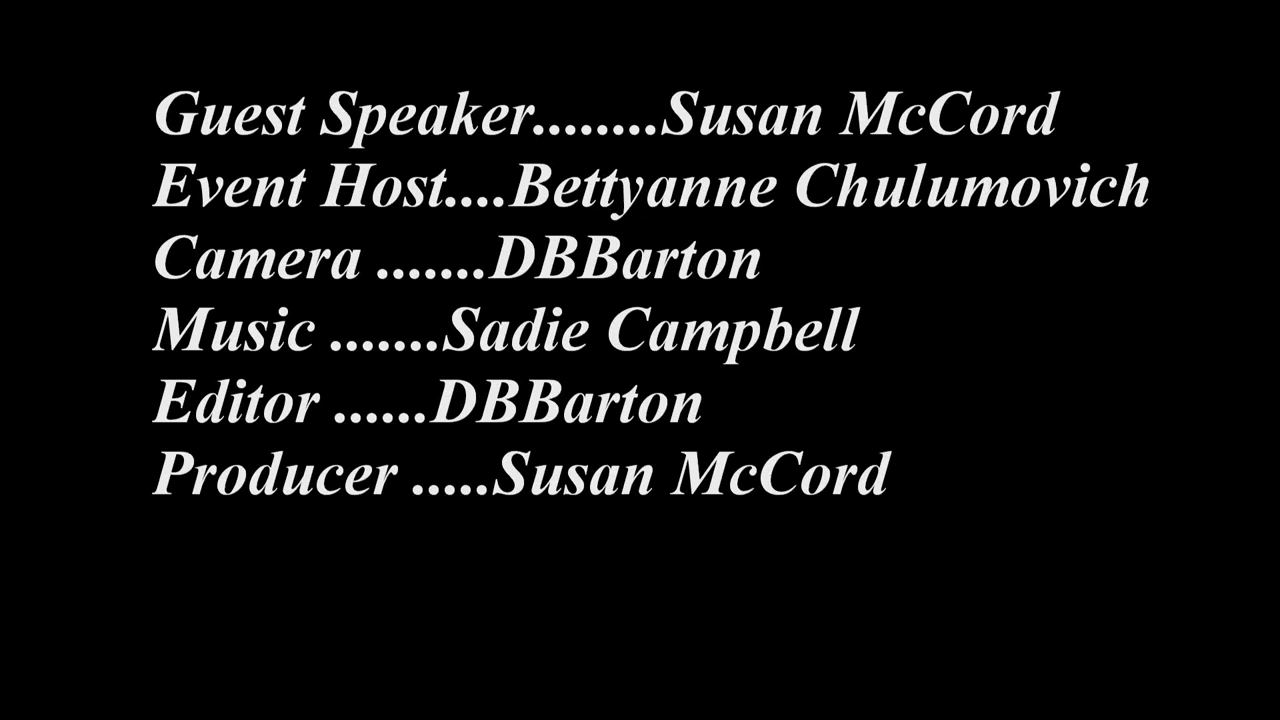 Guest Speaker........Susan McCord
Event Host....Bettyanne Chulumovich
Camera .......DBBarton
Music .......Sadie Campbell
Editor ......DBBarton
Producer .....Susan McCord